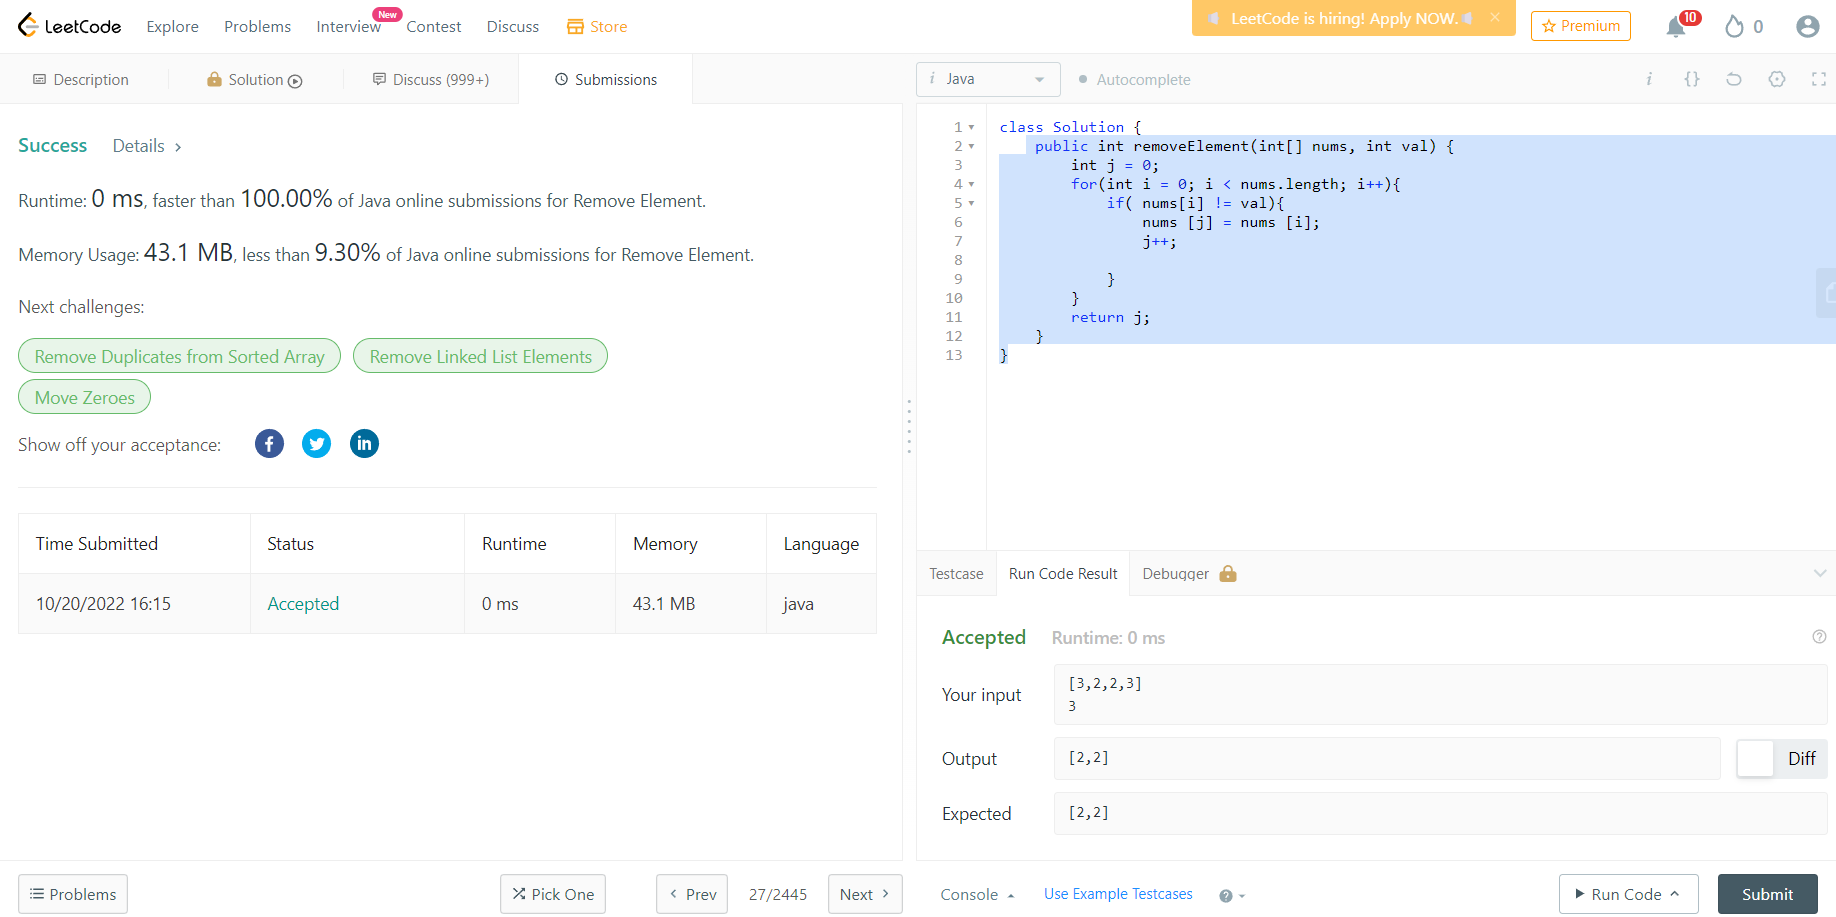 LeetCode Explore Problems Interview New Contest Discuss Store
LeetCode is hiring! Apply NOW. × Premium 10 0
Description Solution Discuss (999+) Submissions
i Java Autocomplete i {}
Success Details >
Runtime: 0 ms, faster than 100.00% of Java online submissions for Remove Element.
Memory Usage: 43.1 MB, less than 9.30% of Java online submissions for Remove Element.
Next challenges:
Remove Duplicates from Sorted Array Remove Linked List Elements
Move Zeroes
Show off your acceptance: f in
Time Submitted Status Runtime Memory Language
10/20/2022 16:15 Accepted 0 ms 43.1 MB java
1 class Solution {
2 public int removeElement(int[] nums, int val) {
3 int j = 0;
4 for(int i = 0; i < nums.length; i++){
5 if( nums[i] != val){
6 nums [j] = nums [i];
7 j++;
8
9 }
10 }
11 return j;
12 }
13 }
Testcase Run Code Result Debugger
Accepted Runtime: 0 ms ?
Your input
[3,2,2,3]
3
Output [2,2] Diff
Expected [2,2]
Problems Pick One < Prev 27/2445 Next >
Console Use Example Testcases ? Run Code Submit